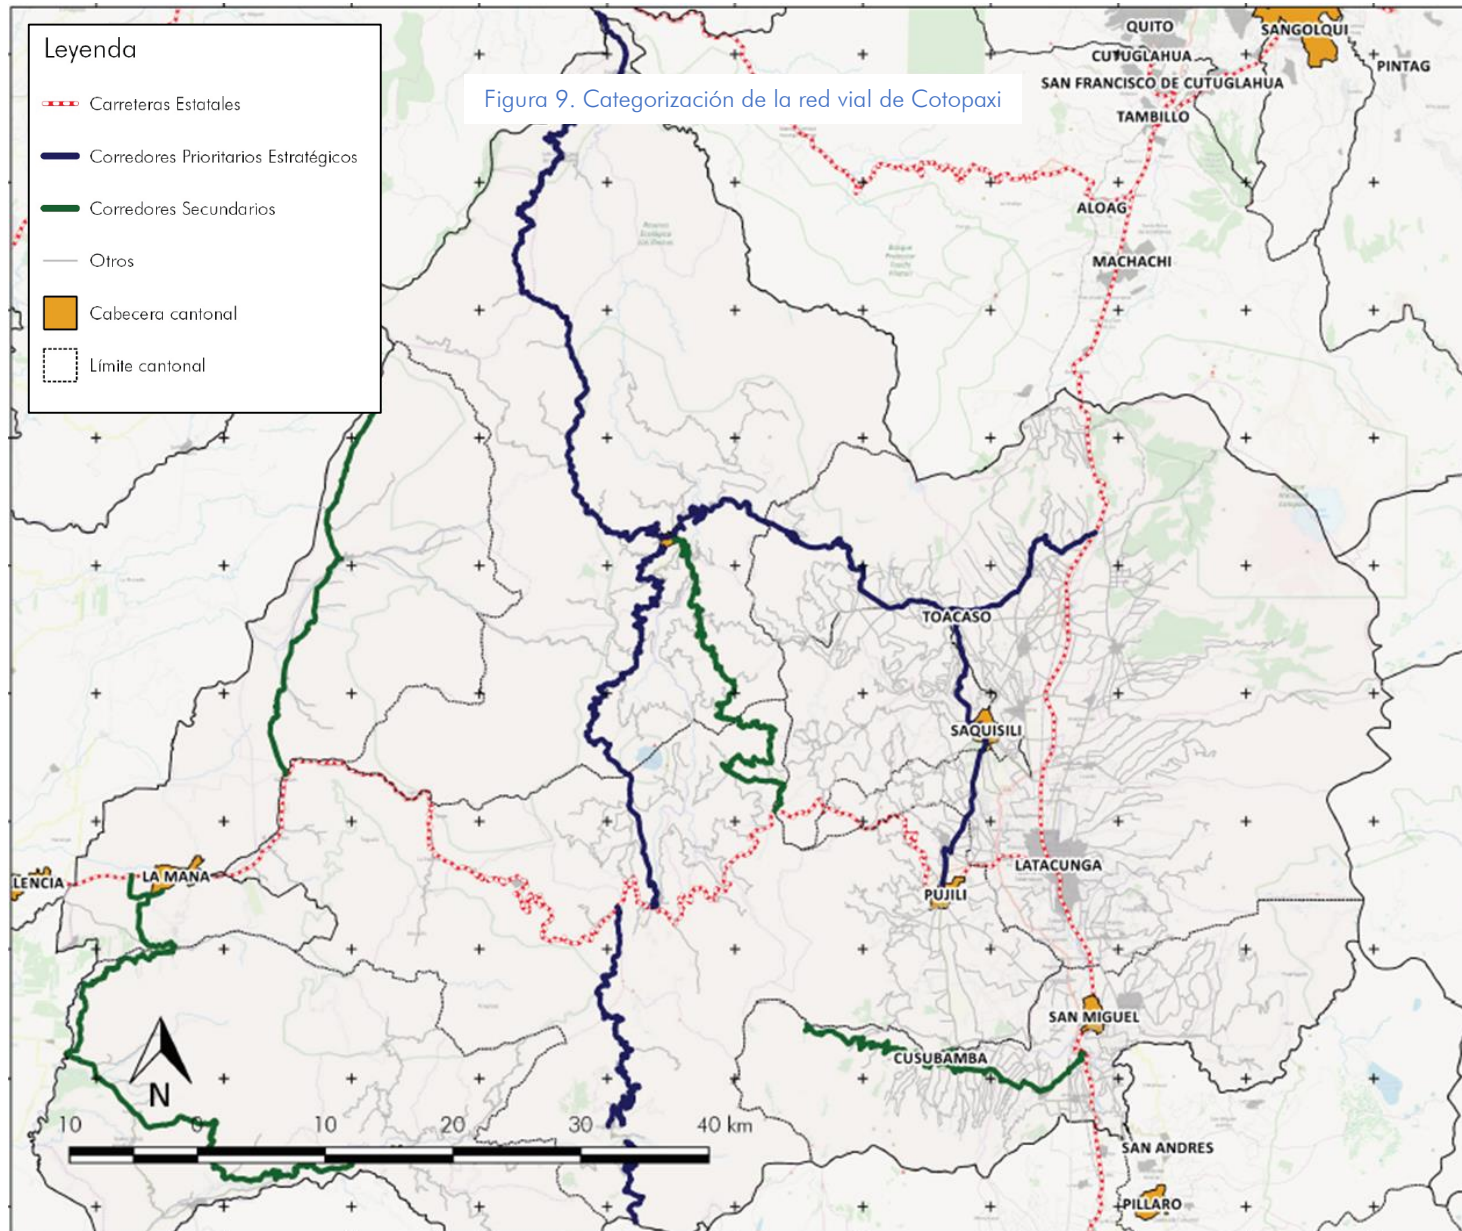 Leyenda
Carreteras Estatales
Corredores Prioritarios Estratégicos
Corredores Secundarios
Otros
Cabecera cantonal
Límite cantonal
Figura 9. Categorización de la red vial de Cotopaxi
QUITO
SANGOLQUI
CUTUGLAHUA
PINTAG
SAN FRANCISCO DE CUTUGLAHUA
TAMBILLO
ALOAG
MACHACHI
TOACASO
SAQUISILI
LATACUNGA
LENCIA
LA MANA
PUJILI
SAN MIGUEL
CUSUBAMBA
N
10 0 10 20 30 40 km
SAN ANDRES
PILLARO